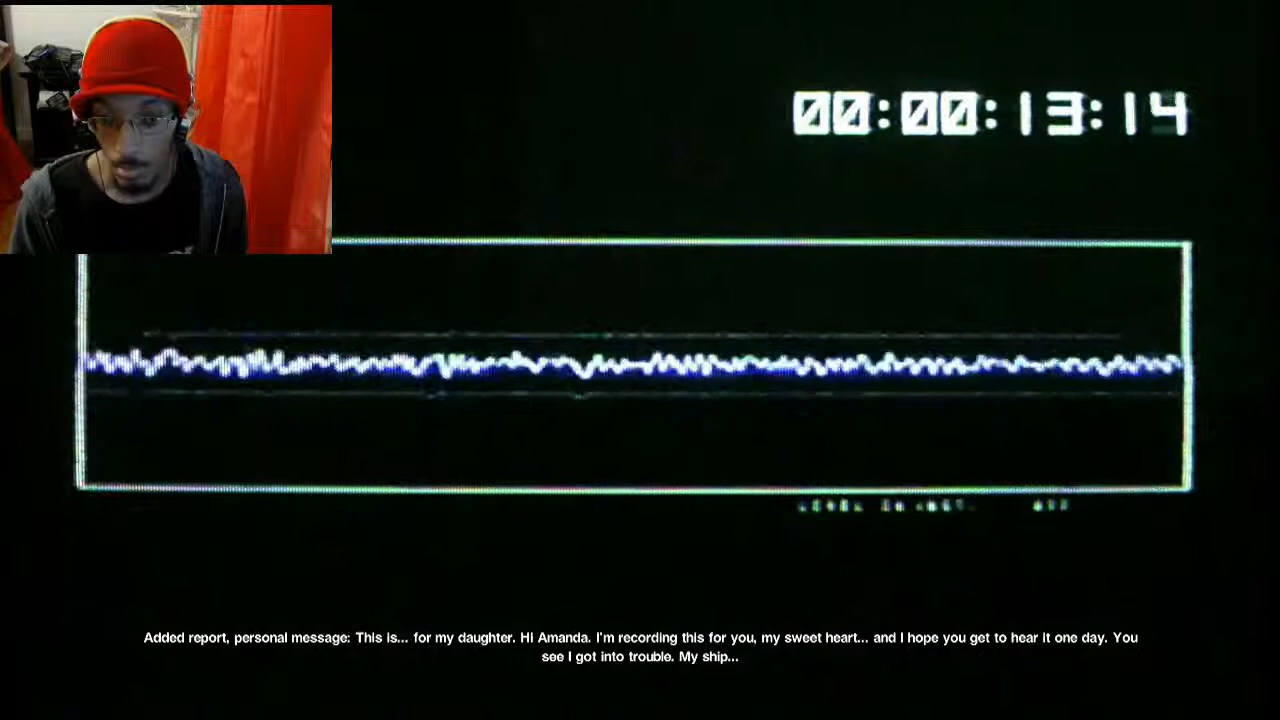 00:00:13:14
Added report, personal message: This is... for my daughter. Hi Amanda. I'm recording this for you, my sweet heart... and I hope you get to hear it one day. You
see I got into trouble. My ship...